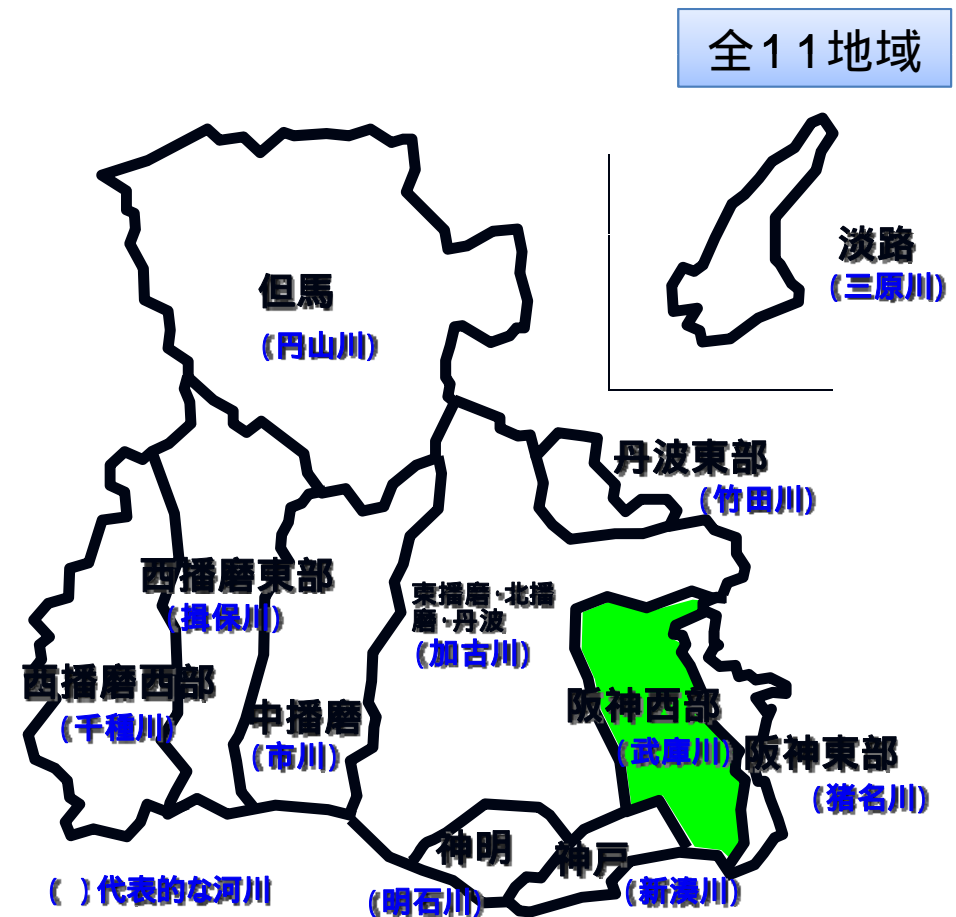 全１１地域
淡路
(三原川)
但馬
(円山川)
丹波東部
(竹田川)
西播磨東部
(揖保川)
東播磨・北播
磨・丹波
(加古川)
西播磨西部
(千種川)
中播磨
(市川)
阪神西部
(武庫川)
阪神東部
(猪名川)
神明
(明石川)
神戸
(新湊川)
( )代表的な河川